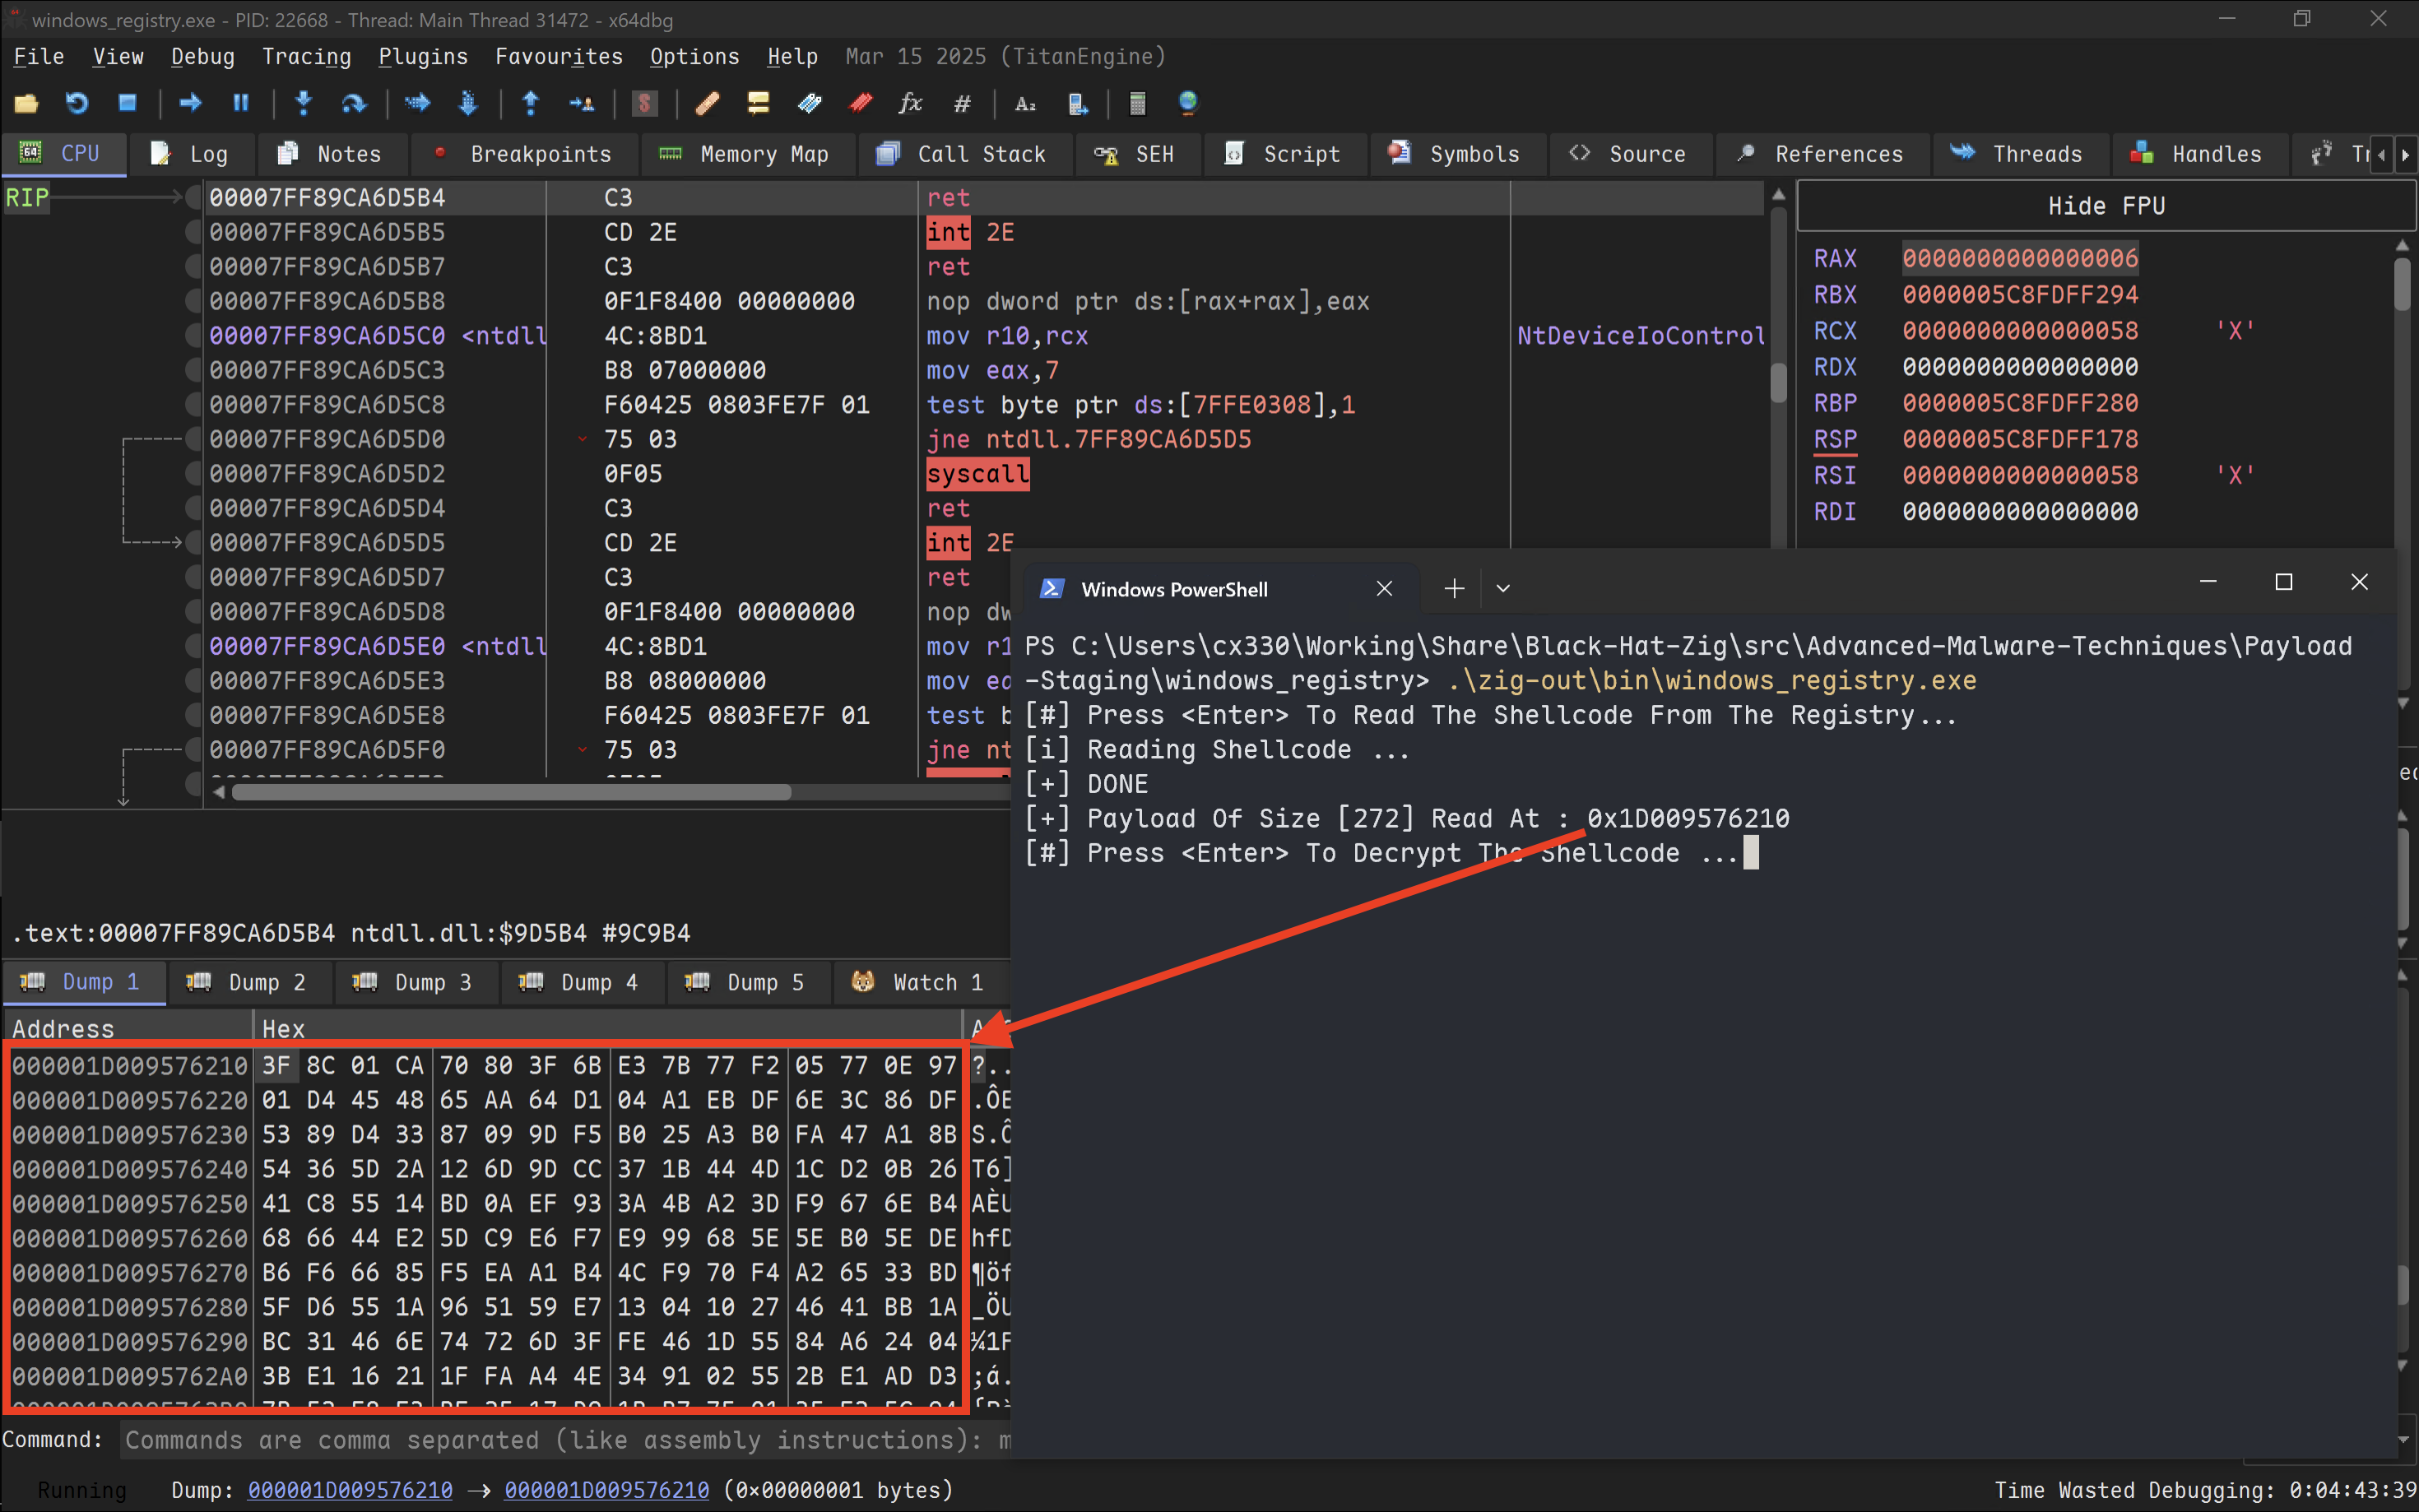 windows_registry.exe - PID: 22668 - Thread: Main Thread 31472 - x64dbg
File View Debug Tracing Plugins Favourites Options Help Mar 15 2025 (TitanEngine)
CPU Log Notes Breakpoints Memory Map Call Stack SEH Script Symbols Source References Threads Handles
RIP 00007FF89CA6D5B4 C3 ret
00007FF89CA6D5B5 CD 2E int 2E
00007FF89CA6D5B7 C3 ret
00007FF89CA6D5B8 0F1F8400 00000000 nop dword ptr ds:[rax+rax],eax
00007FF89CA6D5C0 <ntdll 4C:8BD1 mov r10,rcx NtDeviceIoControl
00007FF89CA6D5C3 B8 07000000 mov eax,7
00007FF89CA6D5C8 F60425 0803FE7F 01 test byte ptr ds:[7FFE0308],1
00007FF89CA6D5D0 75 03 jne ntdll.7FF89CA6D5D5
00007FF89CA6D5D2 0F05 syscall
00007FF89CA6D5D4 C3 ret
00007FF89CA6D5D5 CD 2E int 2E
00007FF89CA6D5D7 C3 ret
00007FF89CA6D5D8 0F1F8400 00000000 nop dw
00007FF89CA6D5E0 <ntdll 4C:8BD1 mov r1
00007FF89CA6D5E3 B8 08000000 mov ea
00007FF89CA6D5E8 F60425 0803FE7F 01 test b
00007FF89CA6D5F0 75 03 jne nt
Hide FPU
RAX 0000000000000006
RBX 0000005C8FDFF294
RCX 0000000000000058 'X'
RDX 0000000000000000
RBP 0000005C8FDFF280
RSP 0000005C8FDFF178
RSI 0000000000000058 'X'
RDI 0000000000000000
Windows PowerShell
PS C:\Users\cx330\Working\Share\Black-Hat-Zig\src\Advanced-Malware-Techniques\Payload
-Staging\windows_registry> .\zig-out\bin\windows_registry.exe
[#] Press <Enter> To Read The Shellcode From The Registry...
[i] Reading Shellcode ...
[+] DONE
[+] Payload Of Size [272] Read At : 0x1D009576210
[#] Press <Enter> To Decrypt The Shellcode ...
.text:00007FF89CA6D5B4 ntdll.dll:$9D5B4 #9C9B4
Dump 1 Dump 2 Dump 3 Dump 4 Dump 5 Watch 1
Address Hex
000001D009576210 3F 8C 01 CA 70 80 3F 6B E3 7B 77 F2 05 77 0E 97 ?..
000001D009576220 01 D4 45 48 65 AA 64 D1 04 A1 EB DF 6E 3C 86 DF .ÔE
000001D009576230 53 89 D4 33 87 09 9D F5 B0 25 A3 B0 FA 47 A1 8B S.Ô
000001D009576240 54 36 5D 2A 12 6D 9D CC 37 1B 44 4D 1C D2 0B 26 T6]
000001D009576250 41 C8 55 14 BD 0A EF 93 3A 4B A2 3D F9 67 6E B4 AÈU
000001D009576260 68 66 44 E2 5D C9 E6 F7 E9 99 68 5E 5E B0 5E DE hfD
000001D009576270 B6 F6 66 85 F5 EA A1 B4 4C F9 70 F4 A2 65 33 BD ¶öf
000001D009576280 5F D6 55 1A 96 51 59 E7 13 04 10 27 46 41 BB 1A _ÖU
000001D009576290 BC 31 46 6E 74 72 6D 3F FE 46 1D 55 84 A6 24 04 ¼1F
000001D0095762A0 3B E1 16 21 1F FA A4 4E 34 91 02 55 2B E1 AD D3 ;á.
Command: Commands are comma separated (like assembly instructions): m
Running Dump: 000001D009576210 -> 000001D009576210 (0x00000001 bytes) Time Wasted Debugging: 0:04:43:39